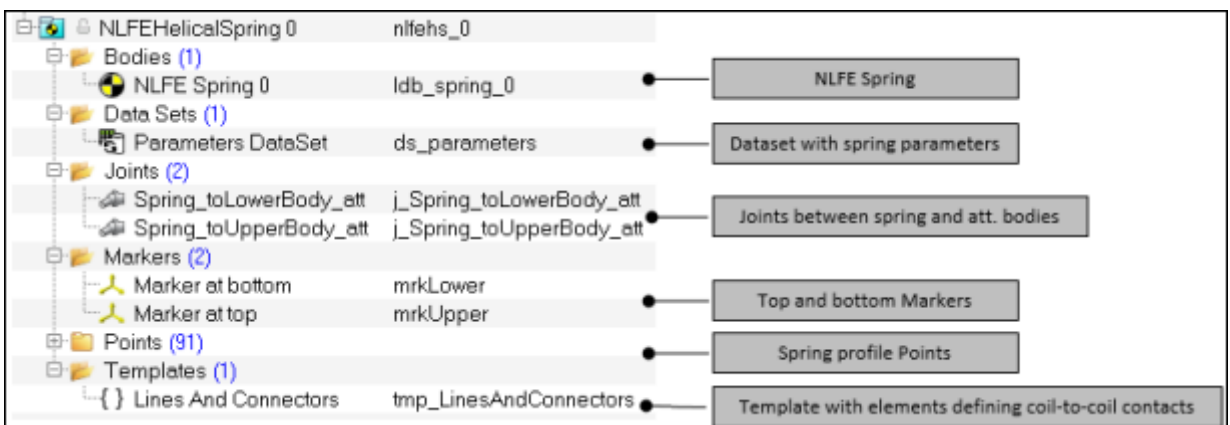 NLFEHelicalSpring 0 nlfehs_0
Bodies (1)
NLFE Spring 0 ldb_spring_0 NLFE Spring
Data Sets (1)
Parameters DataSet ds_parameters Dataset with spring parameters
Joints (2)
Spring_toLowerBody_att j_Spring_toLowerBody_att
Spring_toUpperBody_att j_Spring_toUpperBody_att Joints between spring and att. bodies
Markers (2)
Marker at bottom mrkLower
Marker at top mrkUpper Top and bottom Markers
Points (91) Spring profile Points
Templates (1)
{ } Lines And Connectors tmp_LinesAndConnectors Template with elements defining coil-to-coil contacts